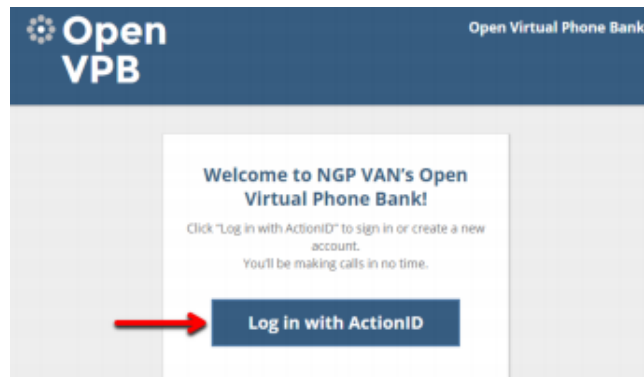 Open
VPB
Open Virtual Phone Bank
Welcome to NGP VAN's Open
Virtual Phone Bank!
Click "Log in with ActionID" to sign in or create a new
account.
You'll be making calls in no time.
Log in with ActionID